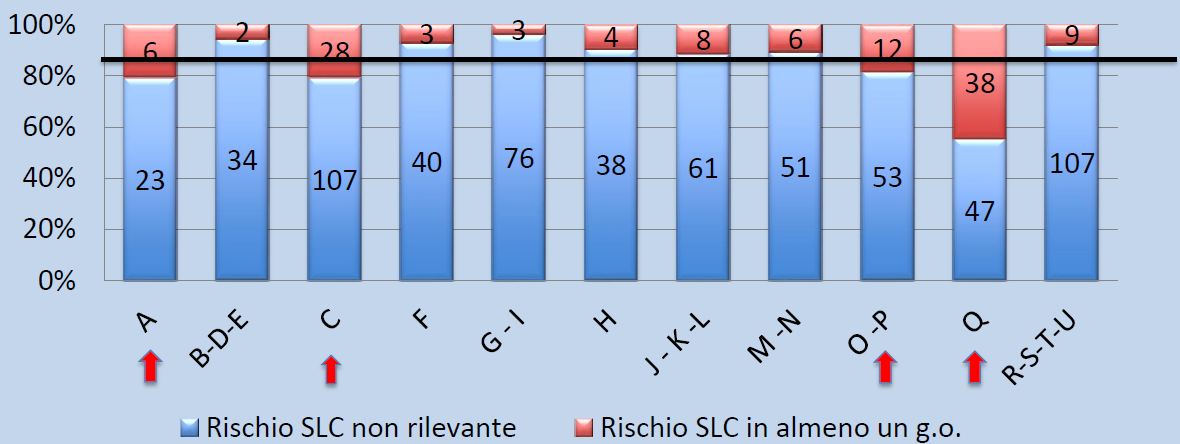 100%
80%
60%
40%
20%
0%
6 2 28 3 3 4 8 6 12 38 9
23 34 107 40 76 38 61 51 53 47 107
A B-D-E C F G - I H J - K -L M -N O -P Q R-S-T-U
Rischio SLC non rilevante Rischio SLC in almeno un g.o.